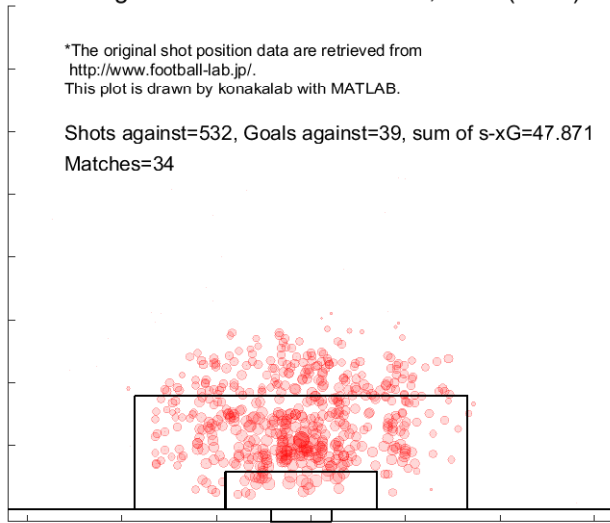 *The original shot position data are retrieved from
http://www.football-lab.jp/.
This plot is drawn by konakalab with MATLAB.
Shots against=532, Goals against=39, sum of s-xG=47.871
Matches=34